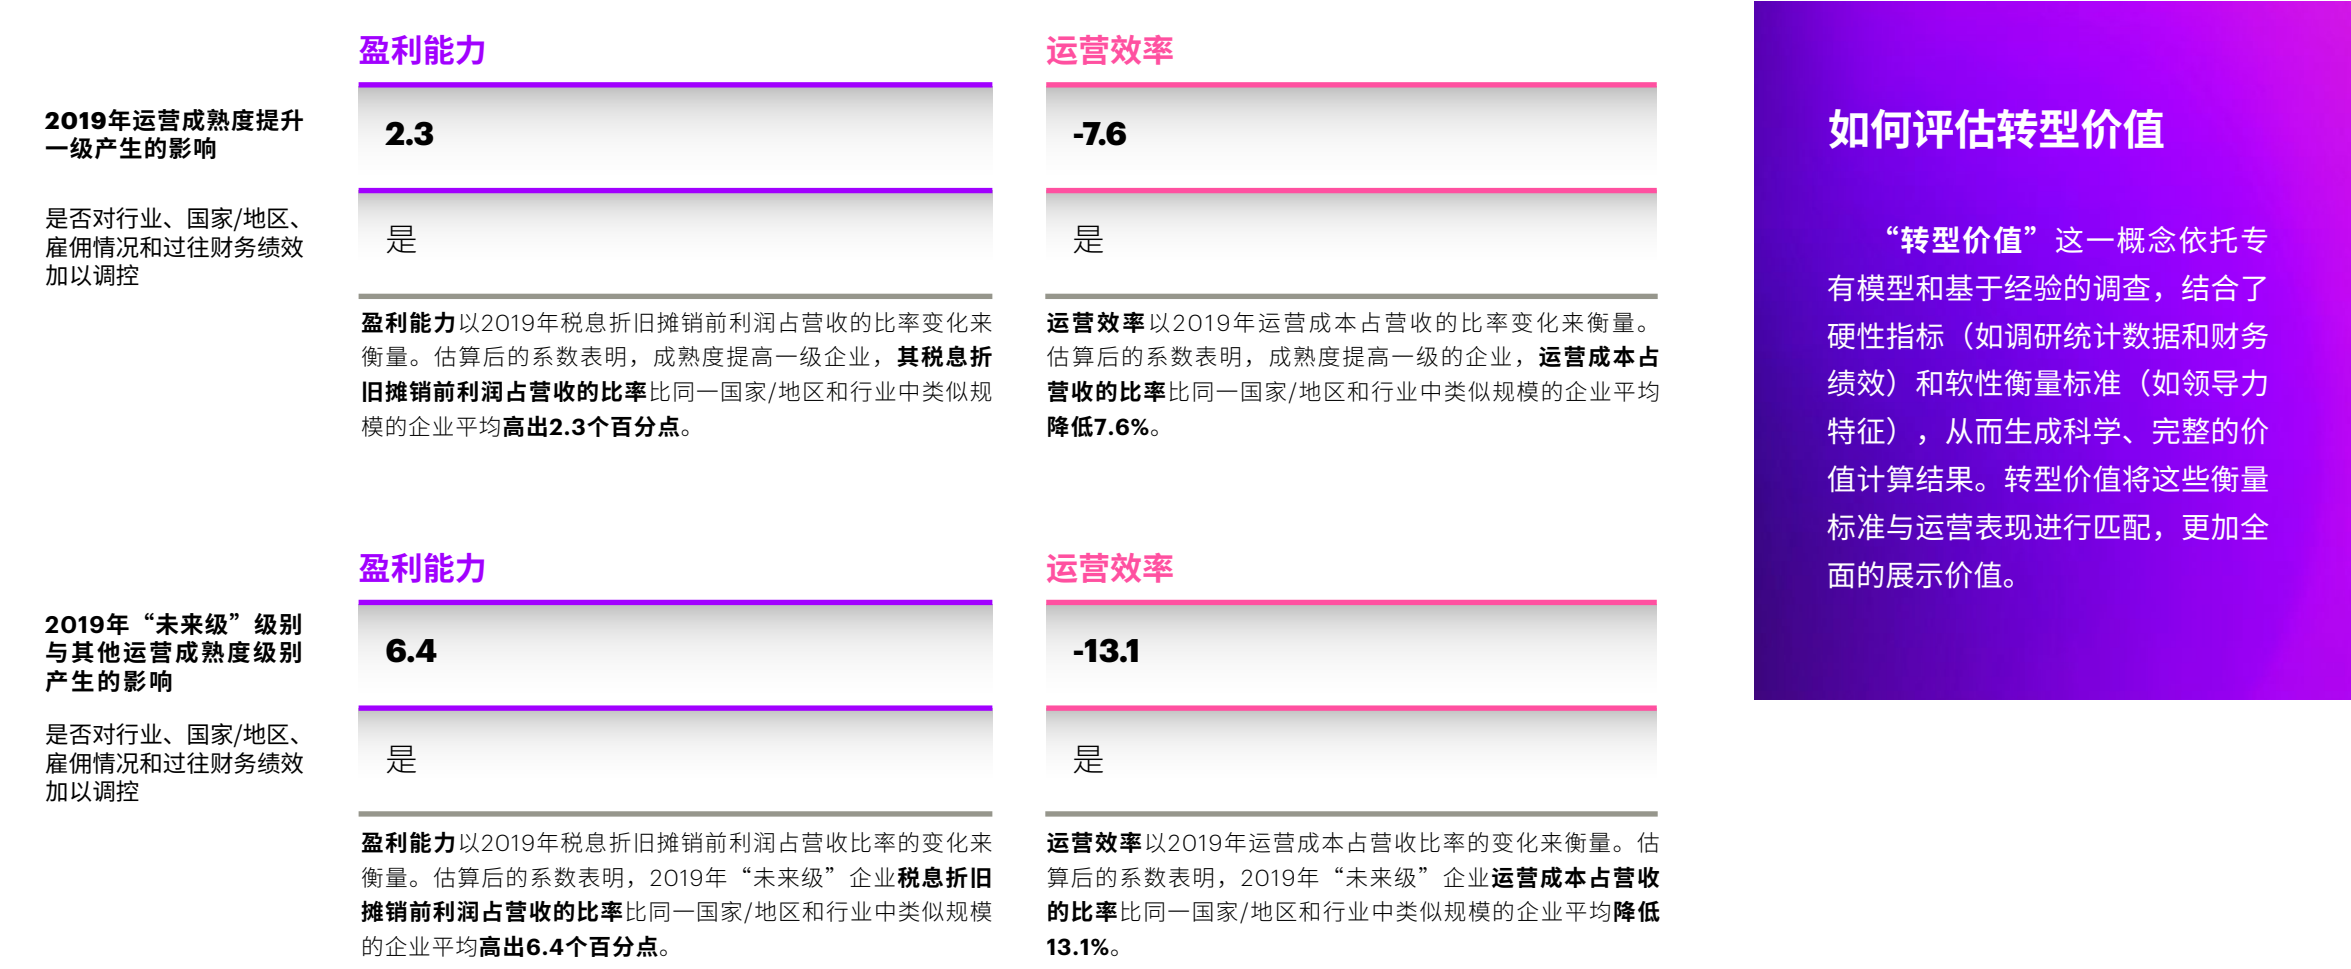 盈利能力
运营效率
2019年运营成熟度提升
一级产生的影响
2.3
-7.6
是否对行业、国家/地区、
雇佣情况和过往财务绩效
加以调控
是
是
盈利能力以2019年税息折旧摊销前利润占营收的比率变化来
衡量。估算后的系数表明，成熟度提高一级企业，其税息折
旧摊销前利润占营收的比率比同一国家/地区和行业中类似规
模的企业平均高出2.3个百分点。
运营效率以2019年运营成本占营收的比率变化来衡量。
估算后的系数表明，成熟度提高一级的企业，运营成本占
营收的比率比同一国家/地区和行业中类似规模的企业平均
降低7.6%。
盈利能力
运营效率
2019年“未来级”级别
与其他运营成熟度级别
产生的影响
6.4
-13.1
是否对行业、国家/地区、
雇佣情况和过往财务绩效
加以调控
是
是
盈利能力以2019年税息折旧摊销前利润占营收比率的变化来
衡量。估算后的系数表明，2019年“未来级”企业税息折旧
摊销前利润占营收的比率比同一国家/地区和行业中类似规模
的企业平均高出6.4个百分点。
运营效率以2019年运营成本占营收比率的变化来衡量。估
算后的系数表明，2019年“未来级”企业运营成本占营收
的比率比同一国家/地区和行业中类似规模的企业平均降低
13.1%。
如何评估转型价值
“转型价值”这一概念依托专
有模型和基于经验的调查，结合了
硬性指标（如调研统计数据和财务
绩效）和软性衡量标准（如领导力
特征），从而生成科学、完整的价
值计算结果。转型价值将这些衡量
标准与运营表现进行匹配，更加全
面的展示价值。